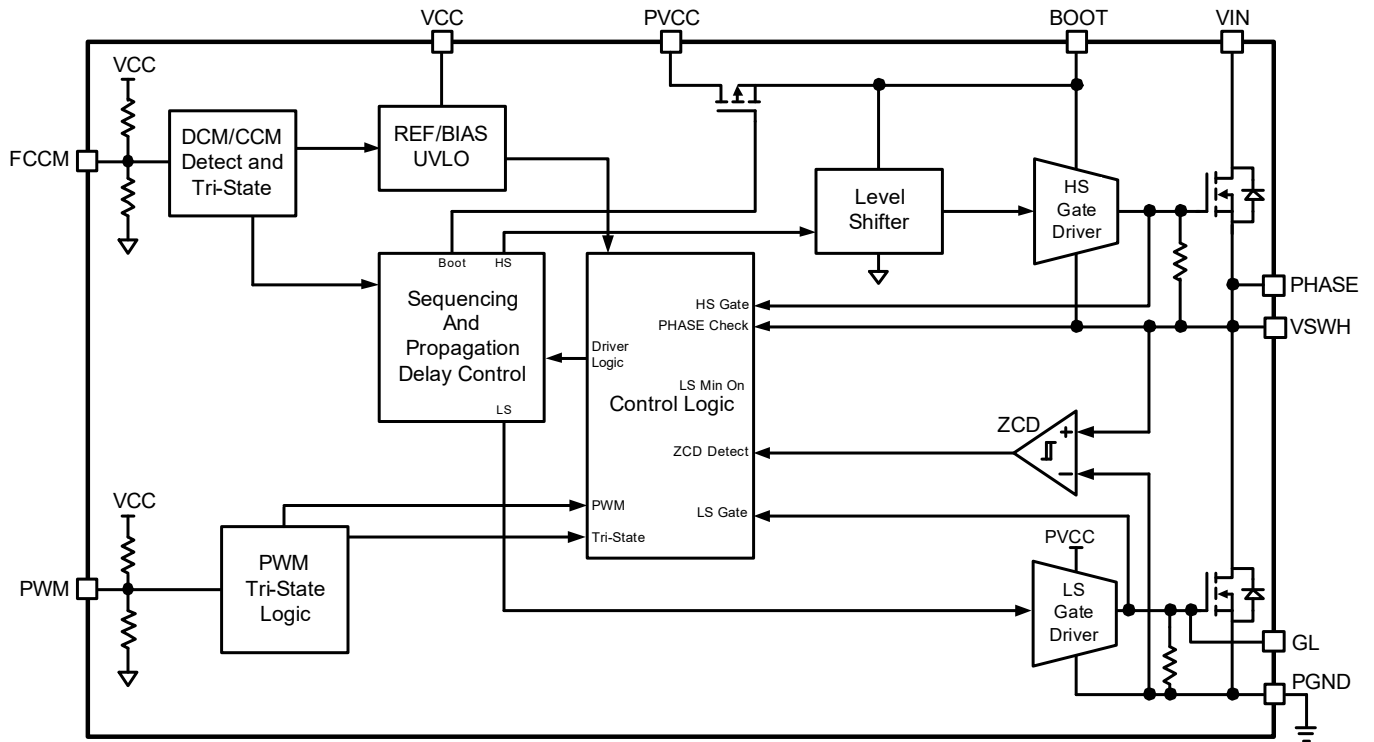 VCC
PVCC
BOOT
VIN
VCC
FCCM
DCM/CCM
Detect and
Tri-State
REF/BIAS
UVLO
Level
Shifter
HS
Gate
Driver
Boot
HS
Sequencing
And
Propagation
Delay Control
LS
HS Gate
PHASE Check
Driver
Logic
LS Min On
Control Logic
ZCD Detect
PWM
LS Gate
Tri-State
PHASE
VSWH
ZCD
+
−
VCC
PWM
PWM
Tri-State
Logic
PVCC
LS
Gate
Driver
GL
PGND